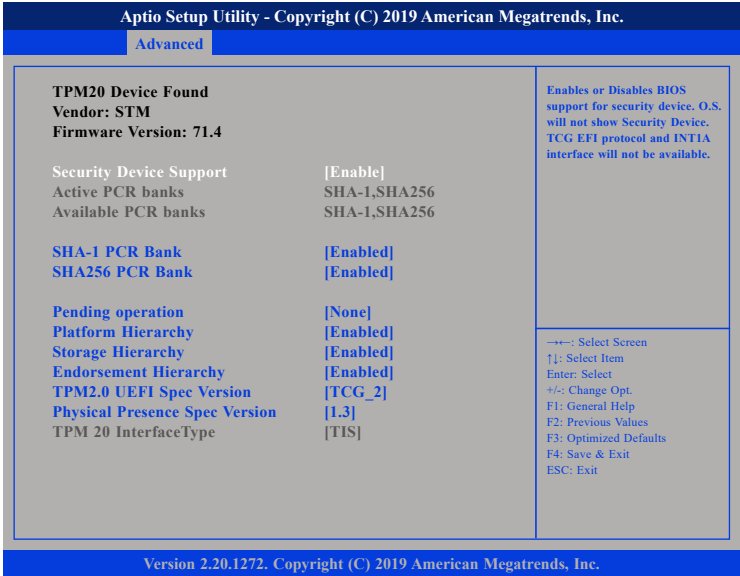 Aptio Setup Utility - Copyright (C) 2019 American Megatrends, Inc.
Advanced
TPM20 Device Found
Vendor: STM
Firmware Version: 71.4
Security Device Support [Enable]
Active PCR banks SHA-1,SHA256
Available PCR banks SHA-1,SHA256
SHA-1 PCR Bank [Enabled]
SHA256 PCR Bank [Enabled]
Pending operation [None]
Platform Hierarchy [Enabled]
Storage Hierarchy [Enabled]
Endorsement Hierarchy [Enabled]
TPM2.0 UEFI Spec Version [TCG_2]
Physical Presence Spec Version [1.3]
TPM 20 InterfaceType [TIS]
Enables or Disables BIOS
support for security device. O.S.
will not show Security Device.
TCG EFI protocol and INT1A
interface will not be available.
→←: Select Screen
↑↓: Select Item
Enter: Select
+/-: Change Opt.
F1: General Help
F2: Previous Values
F3: Optimized Defaults
F4: Save & Exit
ESC: Exit
Version 2.20.1272. Copyright (C) 2019 American Megatrends, Inc.